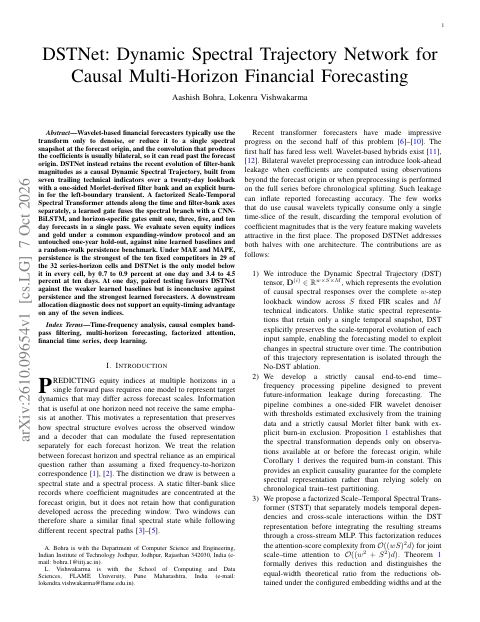 1
DSTNet: Dynamic Spectral Trajectory Network for
Causal Multi-Horizon Financial Forecasting
Aashish Bohra, Lokenra Vishwakarma
arXiv:2610.09654v1 [cs.LG] 7 Oct 2026
Abstract—Wavelet-based financial forecasters typically use the
transform only to denoise, or reduce it to a single spectral
snapshot at the forecast origin, and the convolution that produces
the coefficients is usually bilateral, so it can read past the forecast
origin. DSTNet instead retains the recent evolution of filter-bank
magnitudes as a causal Dynamic Spectral Trajectory, built from
seven trailing technical indicators over a twenty-day lookback
with a one-sided Morlet-derived filter bank and an explicit burn-
in for the left-boundary transient. A factorized Scale-Temporal
Spectral Transformer attends along the time and filter-bank axes
separately, a learned gate fuses the spectral branch with a CNN-
BiLSTM, and horizon-specific gates emit one, three, five, and ten
day forecasts in a single pass. We evaluate seven equity indices
and gold under a common expanding-window protocol and an
untouched one-year hold-out, against nine learned baselines and
a random-walk persistence benchmark. Under MAE and MAPE,
persistence is the strongest of the ten fixed competitors in 29 of
the 32 series-horizon cells and DSTNet is the only model below
it in every cell, by 0.7 to 0.9 percent at one day and 3.4 to 4.5
percent at ten days. At one day, paired testing favours DSTNet
against the weaker learned baselines but is inconclusive against
persistence and the strongest learned forecasters. A downstream
allocation diagnostic does not support an equity-timing advantage
on any of the seven indices.
Index Terms—Time-frequency analysis, causal complex band-
pass filtering, multi-horizon forecasting, factorized attention,
financial time series, deep learning.
I. INTRODUCTION
PREDICTING equity indices at multiple horizons in a
single forward pass requires one model to represent target
dynamics that may differ across forecast scales. Information
that is useful at one horizon need not receive the same empha-
sis at another. This motivates a representation that preserves
how spectral structure evolves across the observed window
and a decoder that can modulate the fused representation
separately for each forecast horizon. We treat the relation
between forecast horizon and spectral reliance as an empirical
question rather than assuming a fixed frequency-to-horizon
correspondence [1], [2]. The distinction we draw is between a
spectral state and a spectral process. A static filter-bank slice
records where coefficient magnitudes are concentrated at the
forecast origin, but it does not retain how that configuration
developed across the preceding window. Two windows can
therefore share a similar final spectral state while following
different recent spectral paths [3]–[5].
A. Bohra is with the Department of Computer Science and Engineering,
Indian Institute of Technology Jodhpur, Jodhpur, Rajasthan 342030, India (e-
mail: bohra.1@iitj.ac.in).
L. Vishwakarma is with the School of Computing and Data
Sciences, FLAME University, Pune Maharashtra, India (e-mail:
lokendra.vishwakarma@flame.edu.in).
Recent transformer forecasters have made impressive
progress on the second half of this problem [6]–[10]. The
first half has fared less well. Wavelet-based hybrids exist [11],
[12]. Bilateral wavelet preprocessing can introduce look-ahead
leakage when coefficients are computed using observations
beyond the forecast origin or when preprocessing is performed
on the full series before chronological splitting. Such leakage
can inflate reported forecasting accuracy. The few works
that do use causal wavelets typically consume only a single
time-slice of the result, discarding the temporal evolution of
coefficient magnitudes that is the very feature making wavelets
attractive in the first place. The proposed DSTNet addresses
both halves with one architecture. The contributions are as
follows:
1) We introduce the Dynamic Spectral Trajectory (DST)
tensor, D⁽ᵗ⁾ ∈ ℝʷˣˢˣᴹ, which represents the evolution
of causal spectral responses over the complete w-step
lookback window across S fixed FIR scales and M
technical indicators. Unlike static spectral representa-
tions that retain only a single temporal snapshot, DST
explicitly preserves the scale-temporal evolution of each
input sample, enabling the forecasting model to exploit
changes in spectral structure over time. The contribution
of this trajectory representation is isolated through the
No-DST ablation.
2) We develop a strictly causal end-to-end time–
frequency processing pipeline designed to prevent
future-information leakage during forecasting. The
pipeline combines a one-sided FIR wavelet denoiser
with thresholds estimated exclusively from the training
data and a strictly causal Morlet filter bank with ex-
plicit burn-in exclusion. Proposition 1 establishes that
the spectral transformation depends only on observa-
tions available at or before the forecast origin, while
Corollary 1 derives the required burn-in constant. This
provides an explicit causality guarantee for the complete
spectral representation rather than relying solely on
chronological train–test partitioning.
3) We propose a factorized Scale–Temporal Spectral Trans-
former (STST) that separately models temporal depen-
dencies and cross-scale interactions within the DST
representation before integrating the resulting streams
through a cross-stream MLP. This factorization reduces
the attention-score complexity from O((wS)²d) for joint
scale–time attention to O((w² + S²)d). Theorem 1
formally derives this reduction and distinguishes the
equal-width theoretical ratio from the reductions ob-
tained under the configured embedding widths and at the